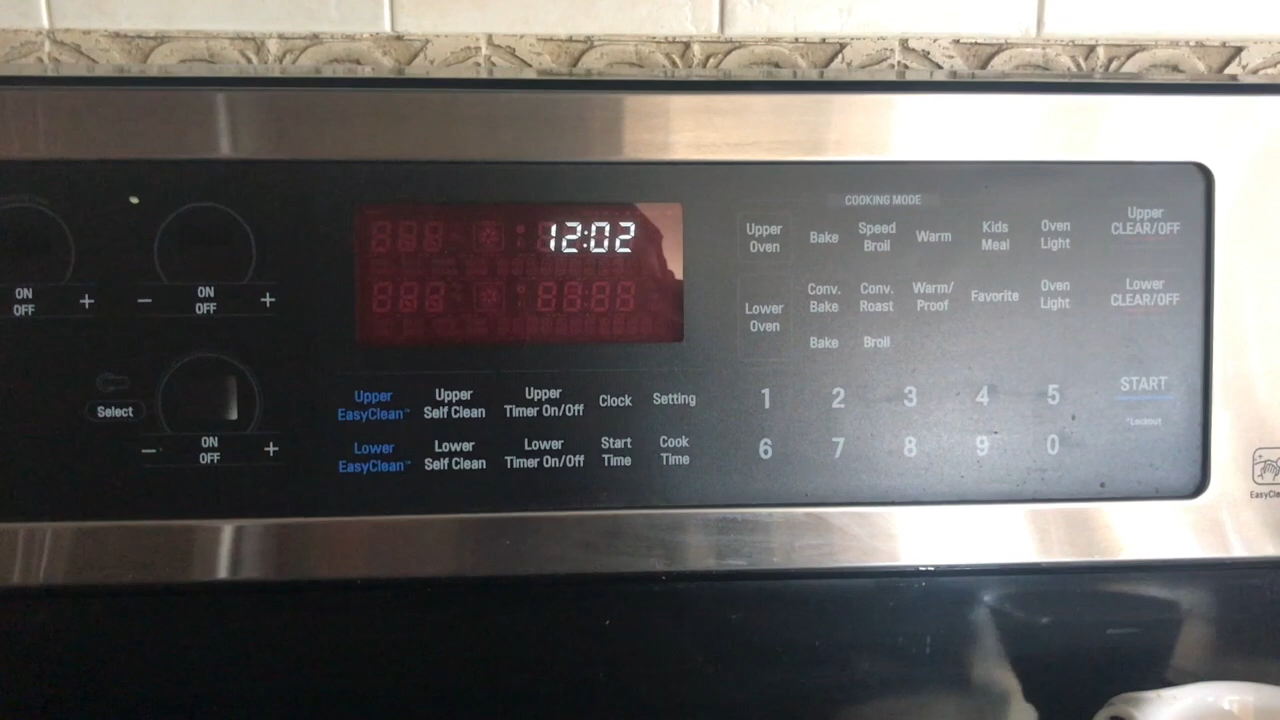 12:02
COOKING MODE
Upper Oven
Bake
Speed Broil
Warm
Kids Meal
Oven Light
Upper CLEAR/OFF
Lower Oven
Conv. Bake
Conv. Roast
Warm/ Proof
Favorite
Oven Light
Lower CLEAR/OFF
Bake
Broil
ON OFF +
− ON OFF +
Select
− ON OFF +
Upper EasyClean™
Upper Self Clean
Upper Timer On/Off
Clock
Setting
Lower EasyClean™
Lower Self Clean
Lower Timer On/Off
Start Time
Cook Time
1 2 3 4 5
6 7 8 9 0
START
*Lockout